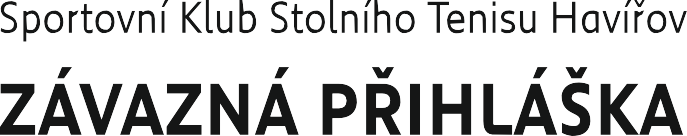 Sportovní Klub Stolního Tenisu Havířov
ZÁVAZNÁ PŘIHLÁŠKA